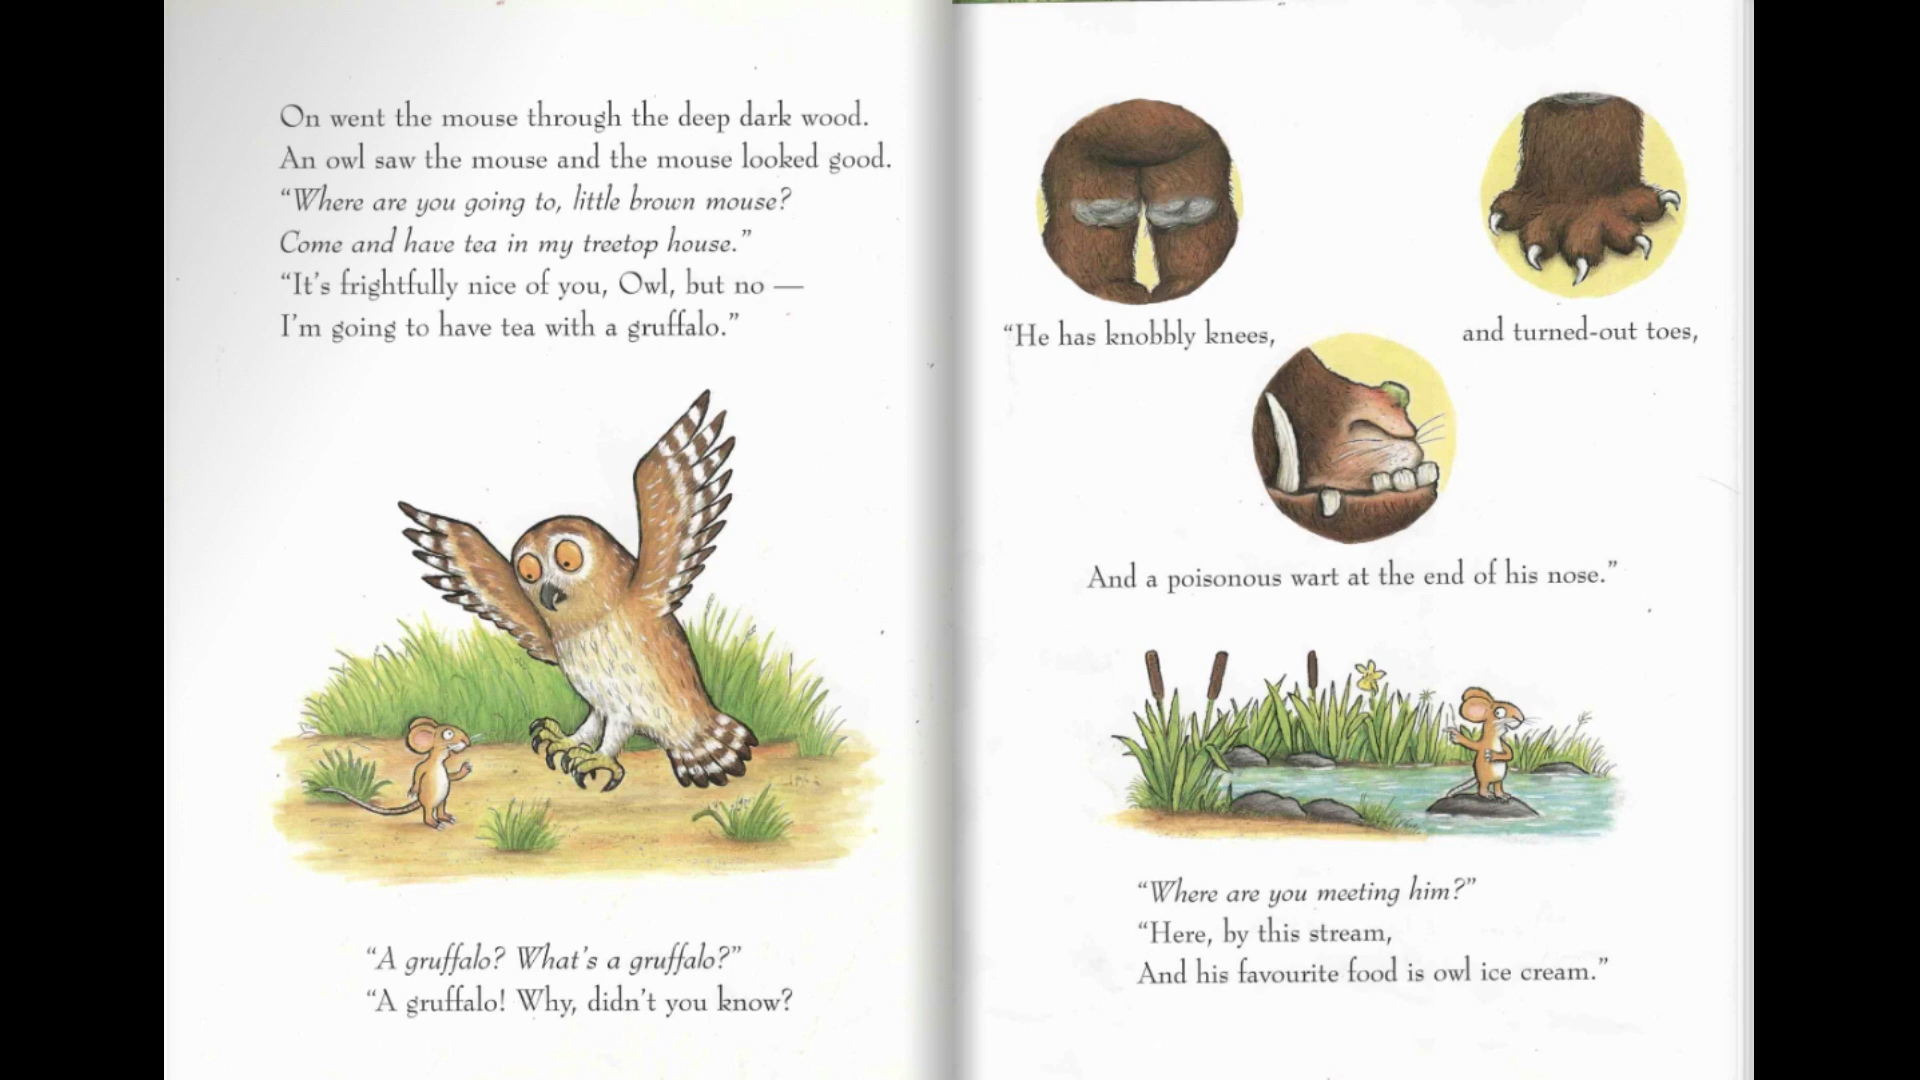 On went the mouse through the deep dark wood.
An owl saw the mouse and the mouse looked good.
“Where are you going to, little brown mouse?
Come and have tea in my treetop house.”
“It’s frightfully nice of you, Owl, but no —
I’m going to have tea with a gruffalo.”
“A gruffalo? What’s a gruffalo?”
“A gruffalo! Why, didn’t you know?
“He has knobbly knees,
and turned-out toes,
And a poisonous wart at the end of his nose.”
“Where are you meeting him?”
“Here, by this stream,
And his favourite food is owl ice cream.”